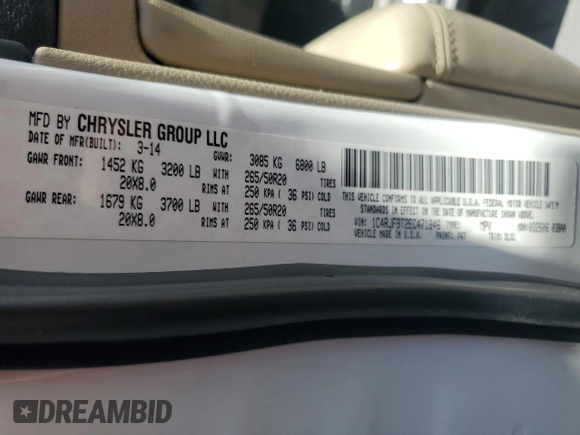 MFD BY CHRYSLER GROUP LLC
DATE OF MFR(BUILT): 3-14 GVWR: 3085 KG 6800 LB
GAWR FRONT: 1452 KG 3200 LB WITH 265/50R20 TIRES
20X8.0 RIMS AT 250 KPA ( 36 PSI) COLD
GAWR REAR: 1679 KG 3700 LB WITH 265/50R20 TIRES
20X8.0 RIMS AT 250 KPA ( 36 PSI) COLD
THIS VEHICLE CONFORMS TO ALL APPLICABLE U.S.A. FEDERAL MOTOR VEHICLE SAFETY
STANDARDS IN EFFECT ON THE DATE OF MANUFACTURE SHOWN ABOVE.
VIN: TYPE: MPV
VEHICLE MADE IN U.S.A. PAINT: PW7 TRIM:
DREAMBID